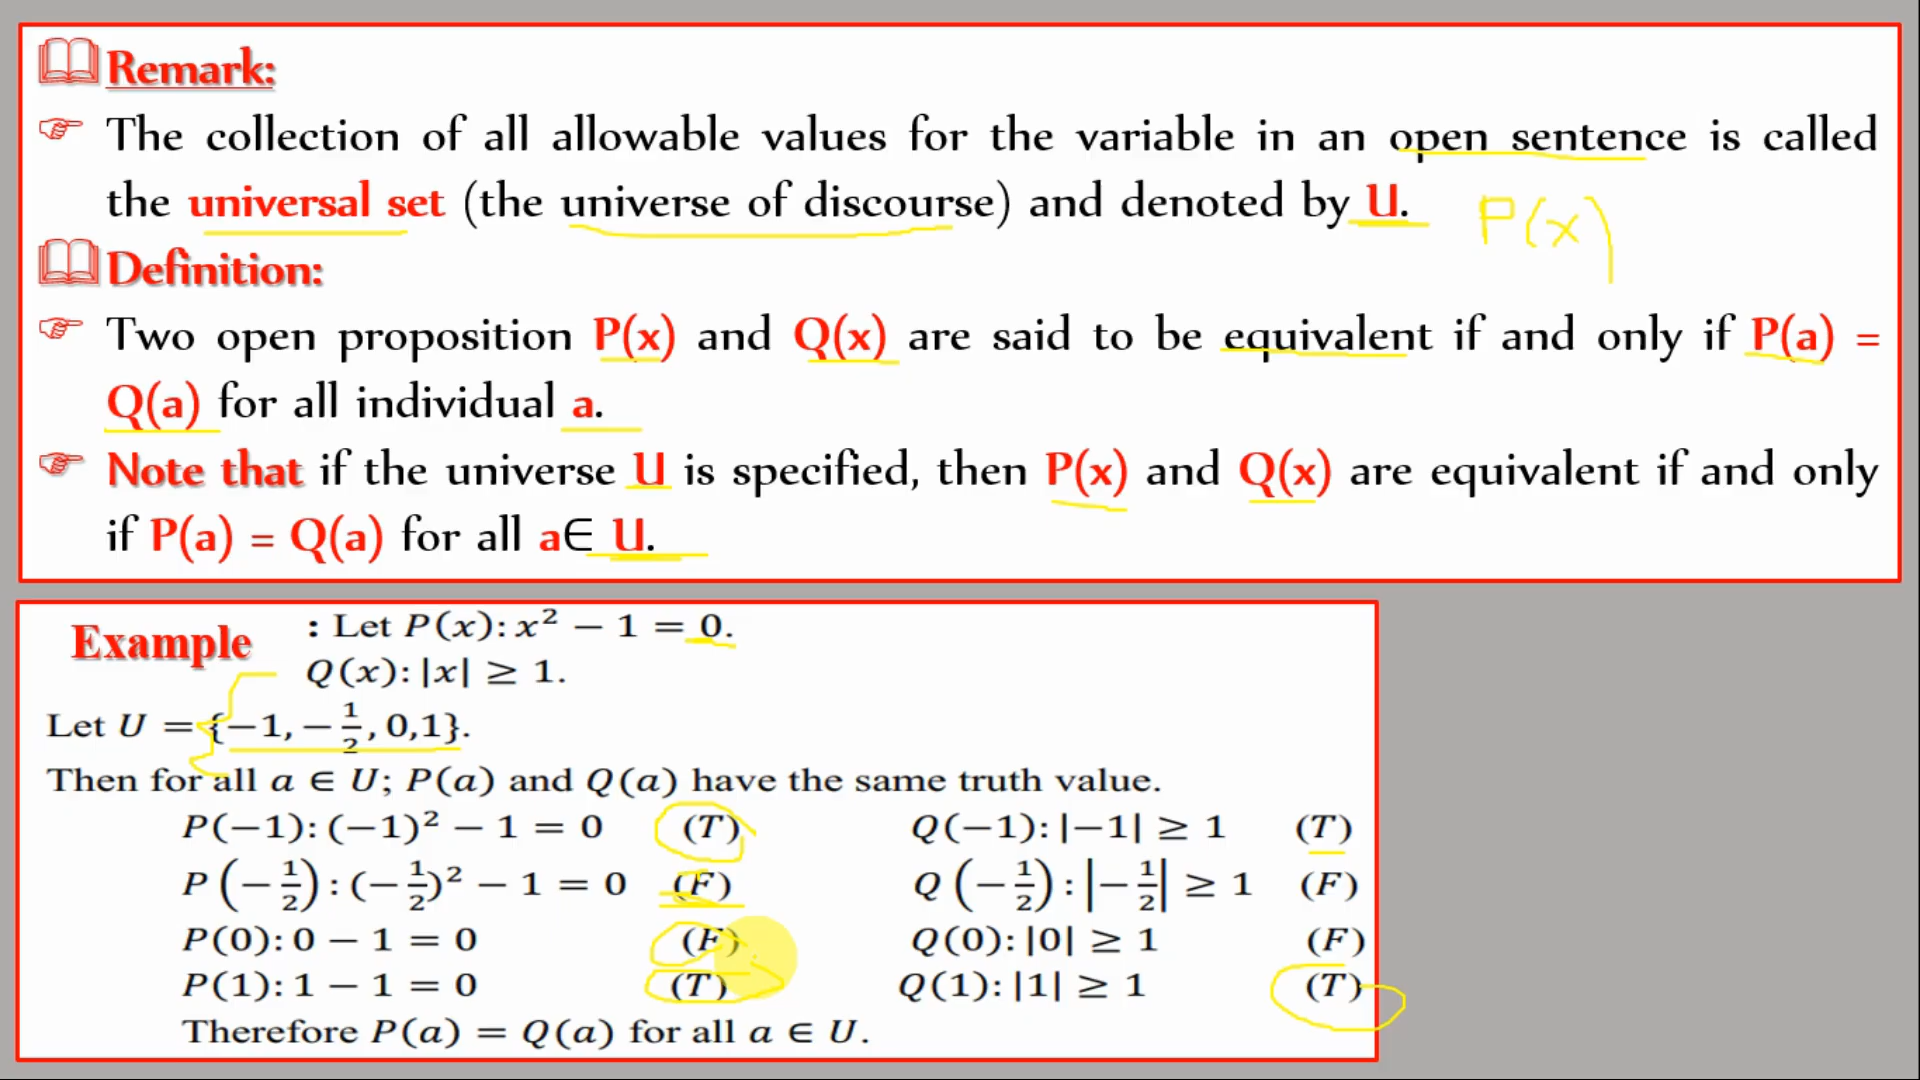 Remark:
The collection of all allowable values for the variable in an open sentence is called
the universal set (the universe of discourse) and denoted by U.
P(x)
Definition:
Two open proposition P(x) and Q(x) are said to be equivalent if and only if P(a) =
Q(a) for all individual a.
Note that if the universe U is specified, then P(x) and Q(x) are equivalent if and only
if P(a) = Q(a) for all a∈ U.
Example : Let P(x): x² − 1 = 0.
Q(x): |x| ≥ 1.
Let U = {−1, −1/2, 0,1}.
Then for all a ∈ U; P(a) and Q(a) have the same truth value.
P(−1): (−1)² − 1 = 0 (T) Q(−1): |−1| ≥ 1 (T)
P(−1/2): (−1/2)² − 1 = 0 (F) Q(−1/2): |−1/2| ≥ 1 (F)
P(0): 0 − 1 = 0 (F) Q(0): |0| ≥ 1 (F)
P(1): 1 − 1 = 0 (T) Q(1): |1| ≥ 1 (T)
Therefore P(a) = Q(a) for all a ∈ U.